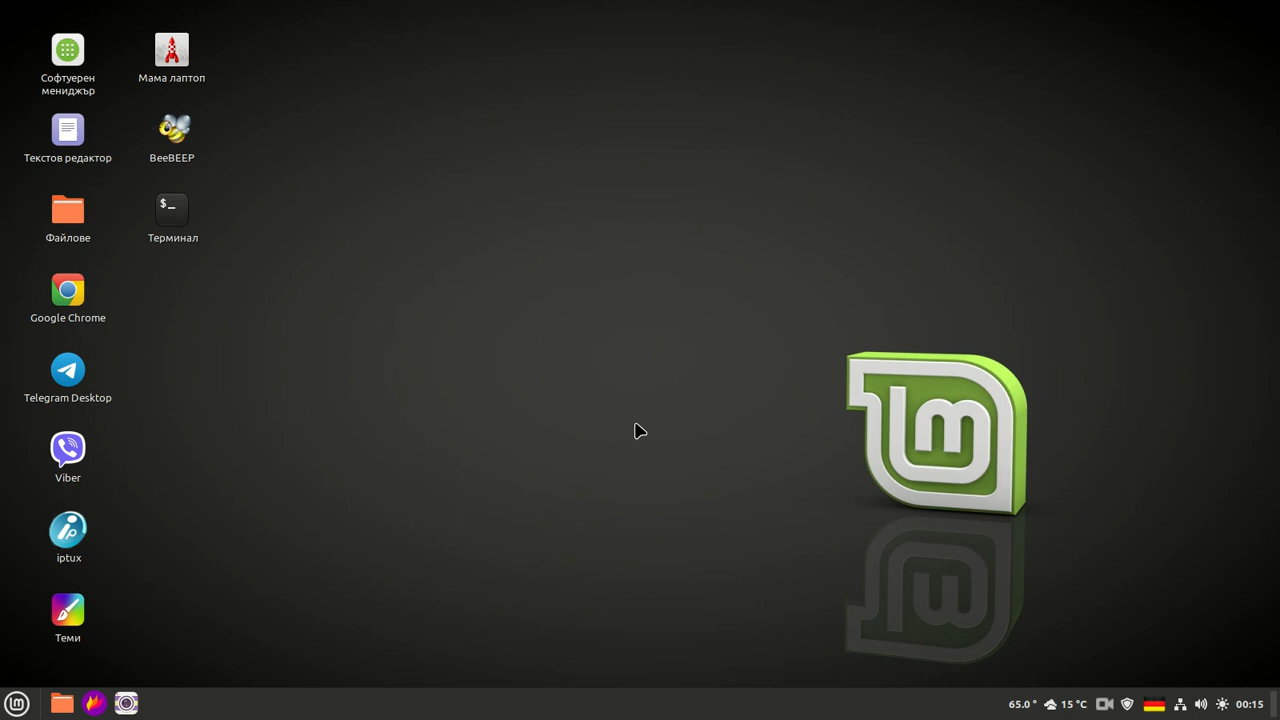 Софтуерен
мениджър
Мама лаптоп
Текстов редактор
BeeBEEP
$_
Файлове
Терминал
Google Chrome
Telegram Desktop
Viber
iptux
Теми
lm
65.0 ° 15 °C 00:15